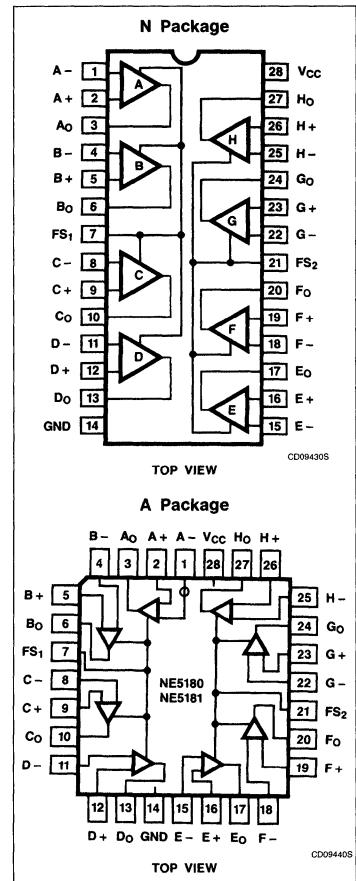 N Package
A- 1
A+ 2
AO 3
B- 4
B+ 5
BO 6
FS1 7
C- 8
C+ 9
CO 10
D- 11
D+ 12
DO 13
GND 14
A
B
C
D
28 VCC
27 HO
26 H+
25 H-
24 GO
23 G+
22 G-
21 FS2
20 FO
19 F+
18 F-
17 EO
16 E+
15 E-
H
G
F
E
CD09430S
TOP VIEW
A Package
B- AO A+ A- VCC HO H+
4 3 2 1 28 27 26
B+ 5
BO 6
FS1 7
C- 8
C+ 9
CO 10
D- 11
NE5180
NE5181
25 H-
24 GO
23 G+
22 G-
21 FS2
20 FO
19 F+
12 13 14 15 16 17 18
D+ DO GND E- E+ EO F-
CD09440S
TOP VIEW